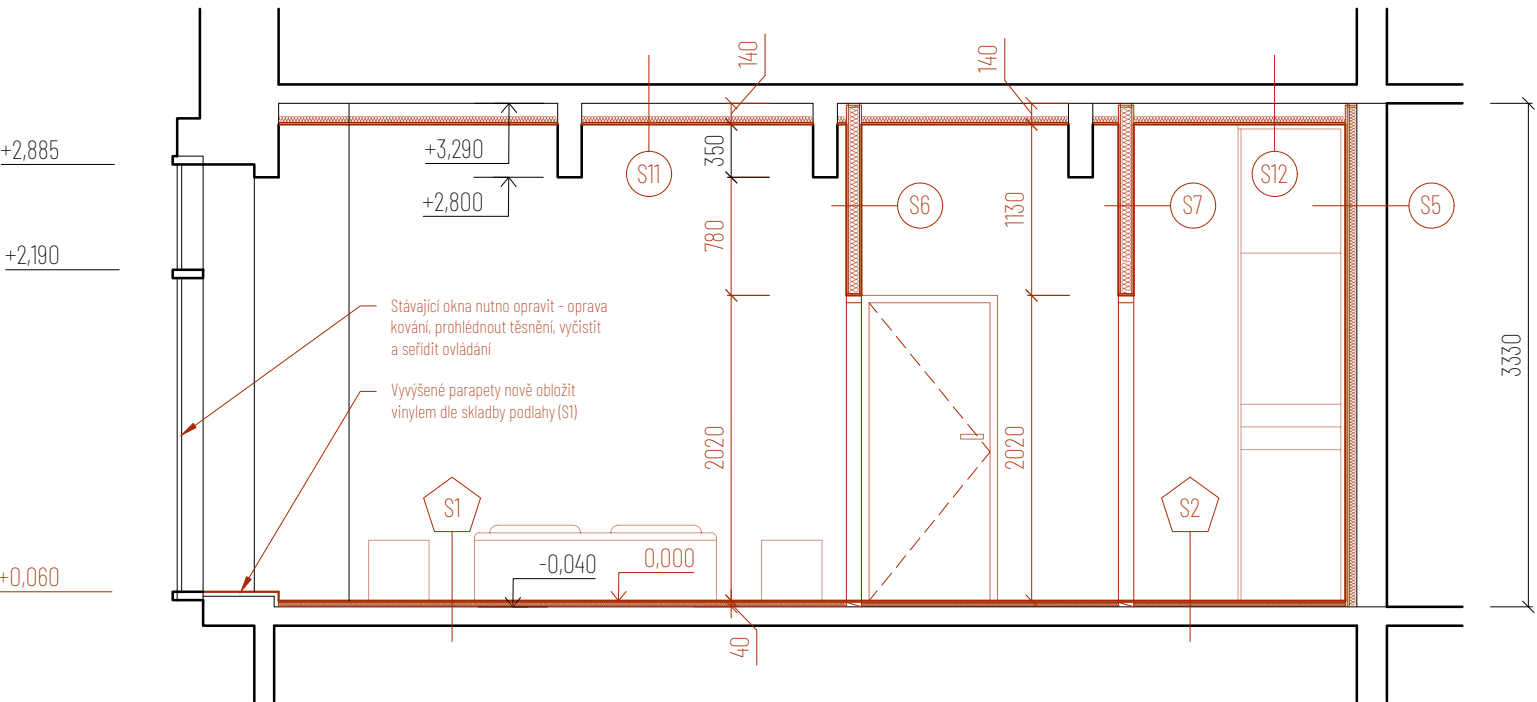 140
140
+2,885
+3,290
350
S11
S12
+2,800
S6
1130
S7
S5
+2,190
780
Stávající okna nutno opravit - oprava
kování, prohlédnout těsnění, vyčistit
a seřídit ovládání
3330
Vyvýšené parapety nově obložit
vinylem dle skladby podlahy (S1)
2020
2020
S1
S2
-0,040
0,000
+0,060
40